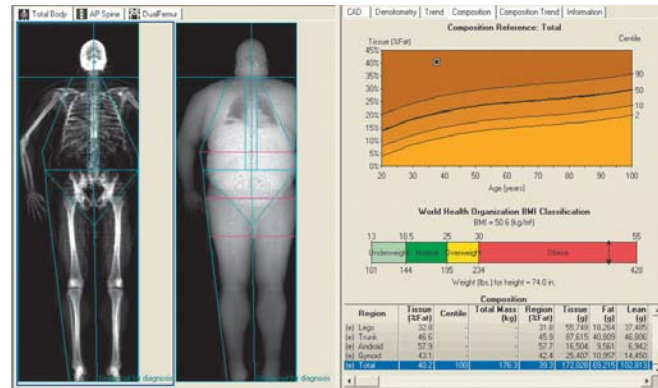 Total Body AP Spine DualFemur
CAD Densitometry Trend Composition Composition Trend Information
Composition Reference: Total
Tissue (%Fat) Centile
45%
40%
35%
30%
25%
20%
15%
10%
5%
0%
90
50
10
2
20 30 40 50 60 70 80 90 100
Age (years)
World Health Organization BMI Classification
BMI = 50.6 (kg/m²)
13 18.5 25 30 55
Underweight Normal Overweight Obese
101 144 195 234 428
Weight (lbs.) for height = 74.0 in.
Composition
Region Tissue (%Fat) Centile Total Mass (kg) Region (%Fat) Tissue (g) Fat (g) Lean (g)
(e) Legs 32.8 - - 31.8 55,748 18,264 37,485
(e) Trunk 46.6 - - 45.9 87,615 40,809 46,806
(e) Android 57.9 - - 57.7 16,504 9,561 6,942
(e) Gynoid 43.1 - - 42.4 25,407 10,957 14,450
(e) Total 40.2 100 176.3 39.3 172,028 69,215 102,813
for diagnosis for diagnosis